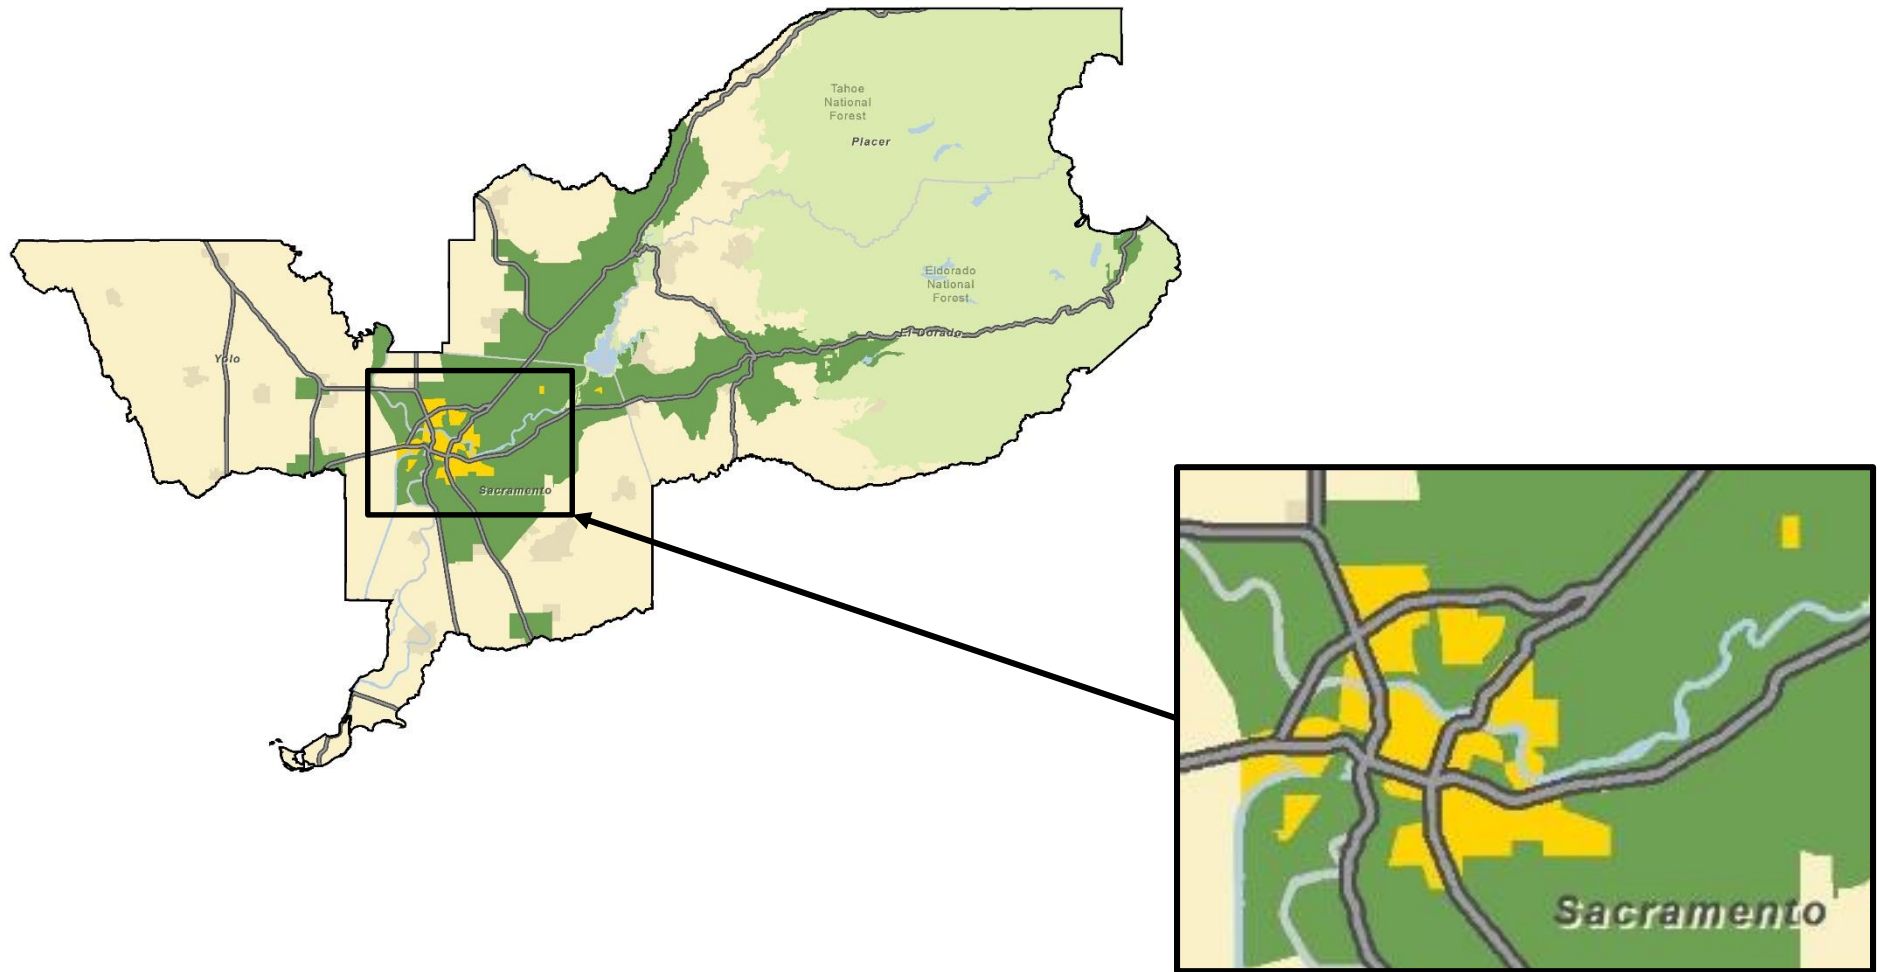 Tahoe
National
Forest
Placer
Eldorado
National
Forest
El Dorado
Yolo
Sacramento
Sacramento